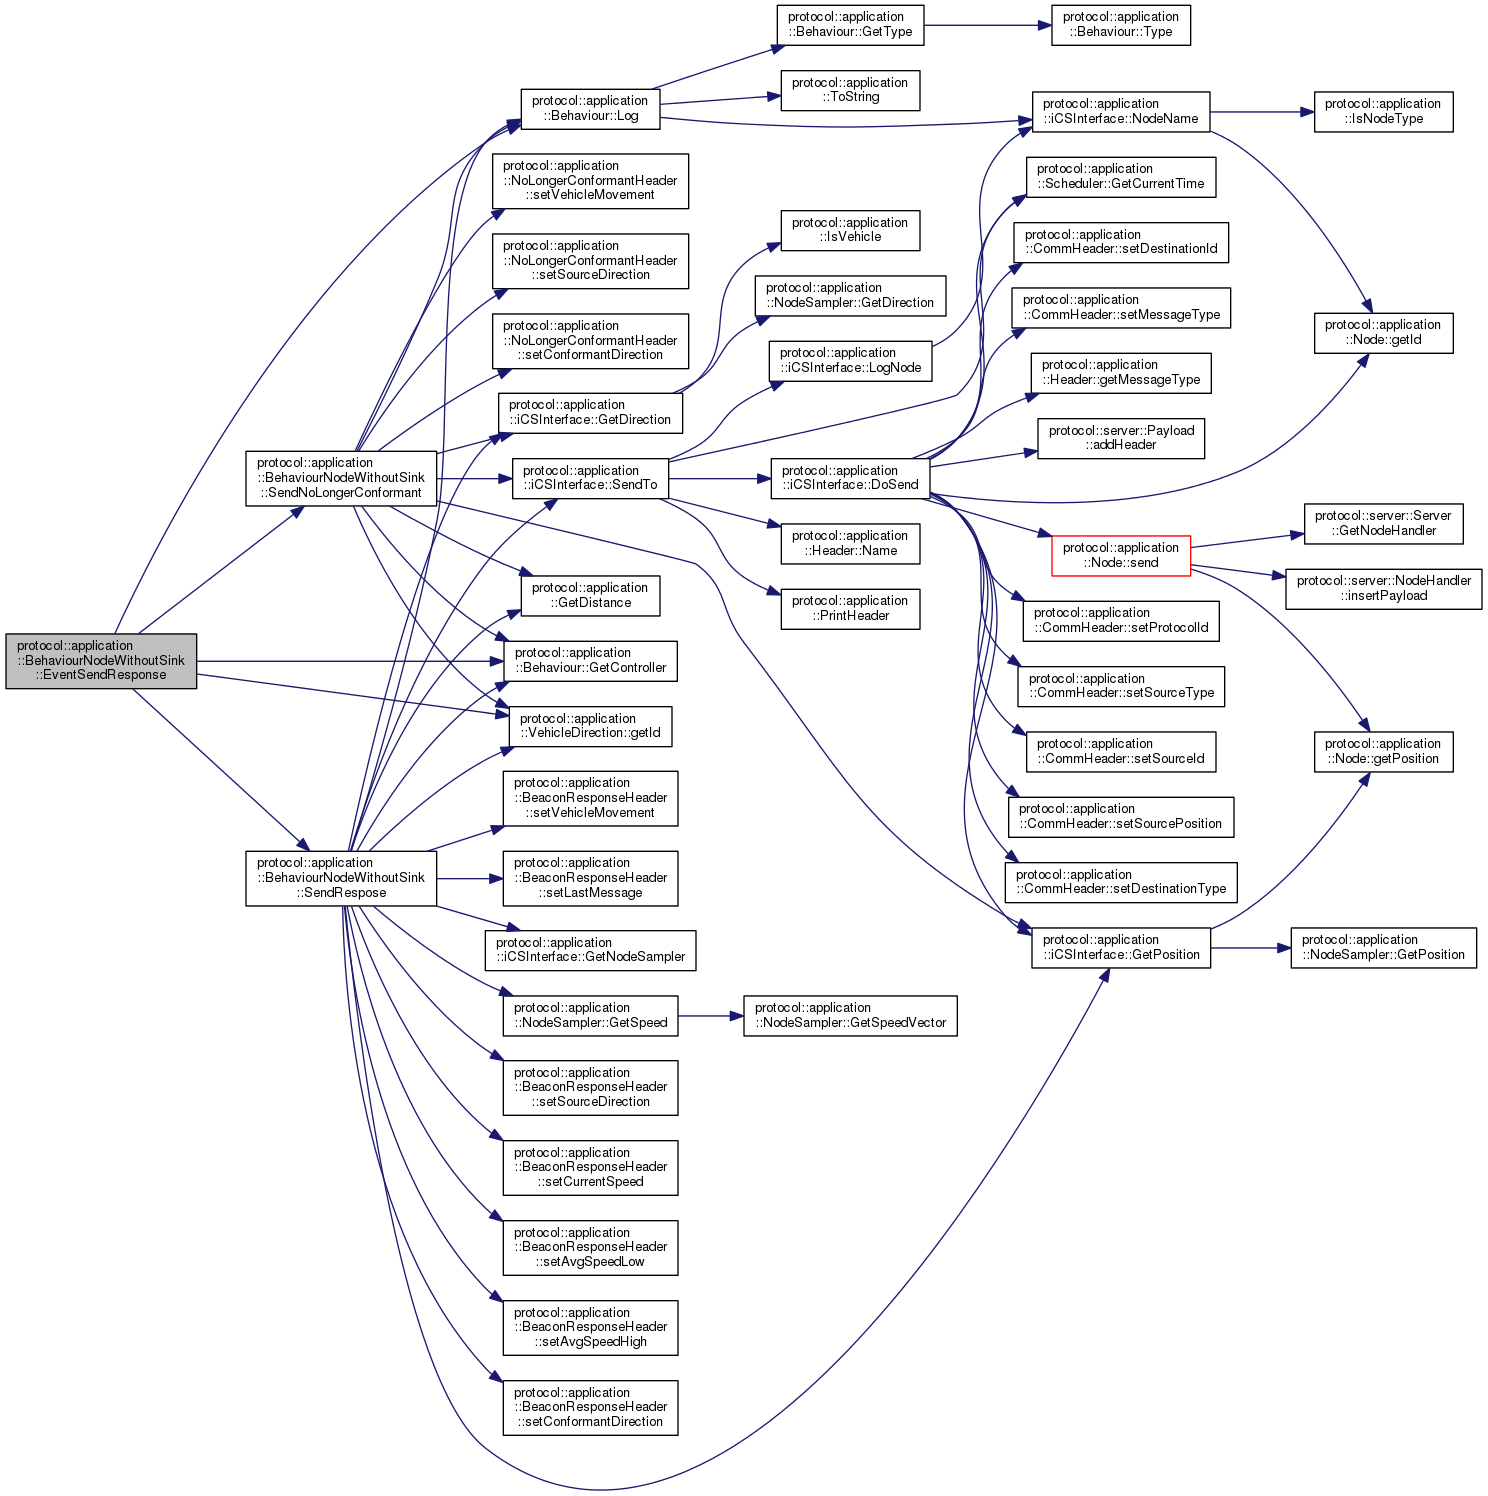 protocol::application
::BehaviourNodeWithoutSink
::EventSendResponse
protocol::application
::BehaviourNodeWithoutSink
::SendNoLongerConformant
protocol::application
::BehaviourNodeWithoutSink
::SendRespose
protocol::application
::Behaviour::Log
protocol::application
::NoLongerConformantHeader
::setVehicleMovement
protocol::application
::NoLongerConformantHeader
::setSourceDirection
protocol::application
::NoLongerConformantHeader
::setConformantDirection
protocol::application
::iCSInterface::GetDirection
protocol::application
::iCSInterface::SendTo
protocol::application
::GetDistance
protocol::application
::Behaviour::GetController
protocol::application
::VehicleDirection::getId
protocol::application
::BeaconResponseHeader
::setVehicleMovement
protocol::application
::BeaconResponseHeader
::setLastMessage
protocol::application
::iCSInterface::GetNodeSampler
protocol::application
::NodeSampler::GetSpeed
protocol::application
::BeaconResponseHeader
::setSourceDirection
protocol::application
::BeaconResponseHeader
::setCurrentSpeed
protocol::application
::BeaconResponseHeader
::setAvgSpeedLow
protocol::application
::BeaconResponseHeader
::setAvgSpeedHigh
protocol::application
::BeaconResponseHeader
::setConformantDirection
protocol::application
::Behaviour::GetType
protocol::application
::ToString
protocol::application
::IsVehicle
protocol::application
::NodeSampler::GetDirection
protocol::application
::iCSInterface::LogNode
protocol::application
::iCSInterface::DoSend
protocol::application
::Header::Name
protocol::application
::PrintHeader
protocol::application
::NodeSampler::GetSpeedVector
protocol::application
::Behaviour::Type
protocol::application
::iCSInterface::NodeName
protocol::application
::Scheduler::GetCurrentTime
protocol::application
::CommHeader::setDestinationId
protocol::application
::CommHeader::setMessageType
protocol::application
::Header::getMessageType
protocol::server::Payload
::addHeader
protocol::application
::Node::send
protocol::application
::CommHeader::setProtocolId
protocol::application
::CommHeader::setSourceType
protocol::application
::CommHeader::setSourceId
protocol::application
::CommHeader::setSourcePosition
protocol::application
::CommHeader::setDestinationType
protocol::application
::iCSInterface::GetPosition
protocol::application
::IsNodeType
protocol::application
::Node::getId
protocol::server::Server
::GetNodeHandler
protocol::server::NodeHandler
::insertPayload
protocol::application
::Node::getPosition
protocol::application
::NodeSampler::GetPosition